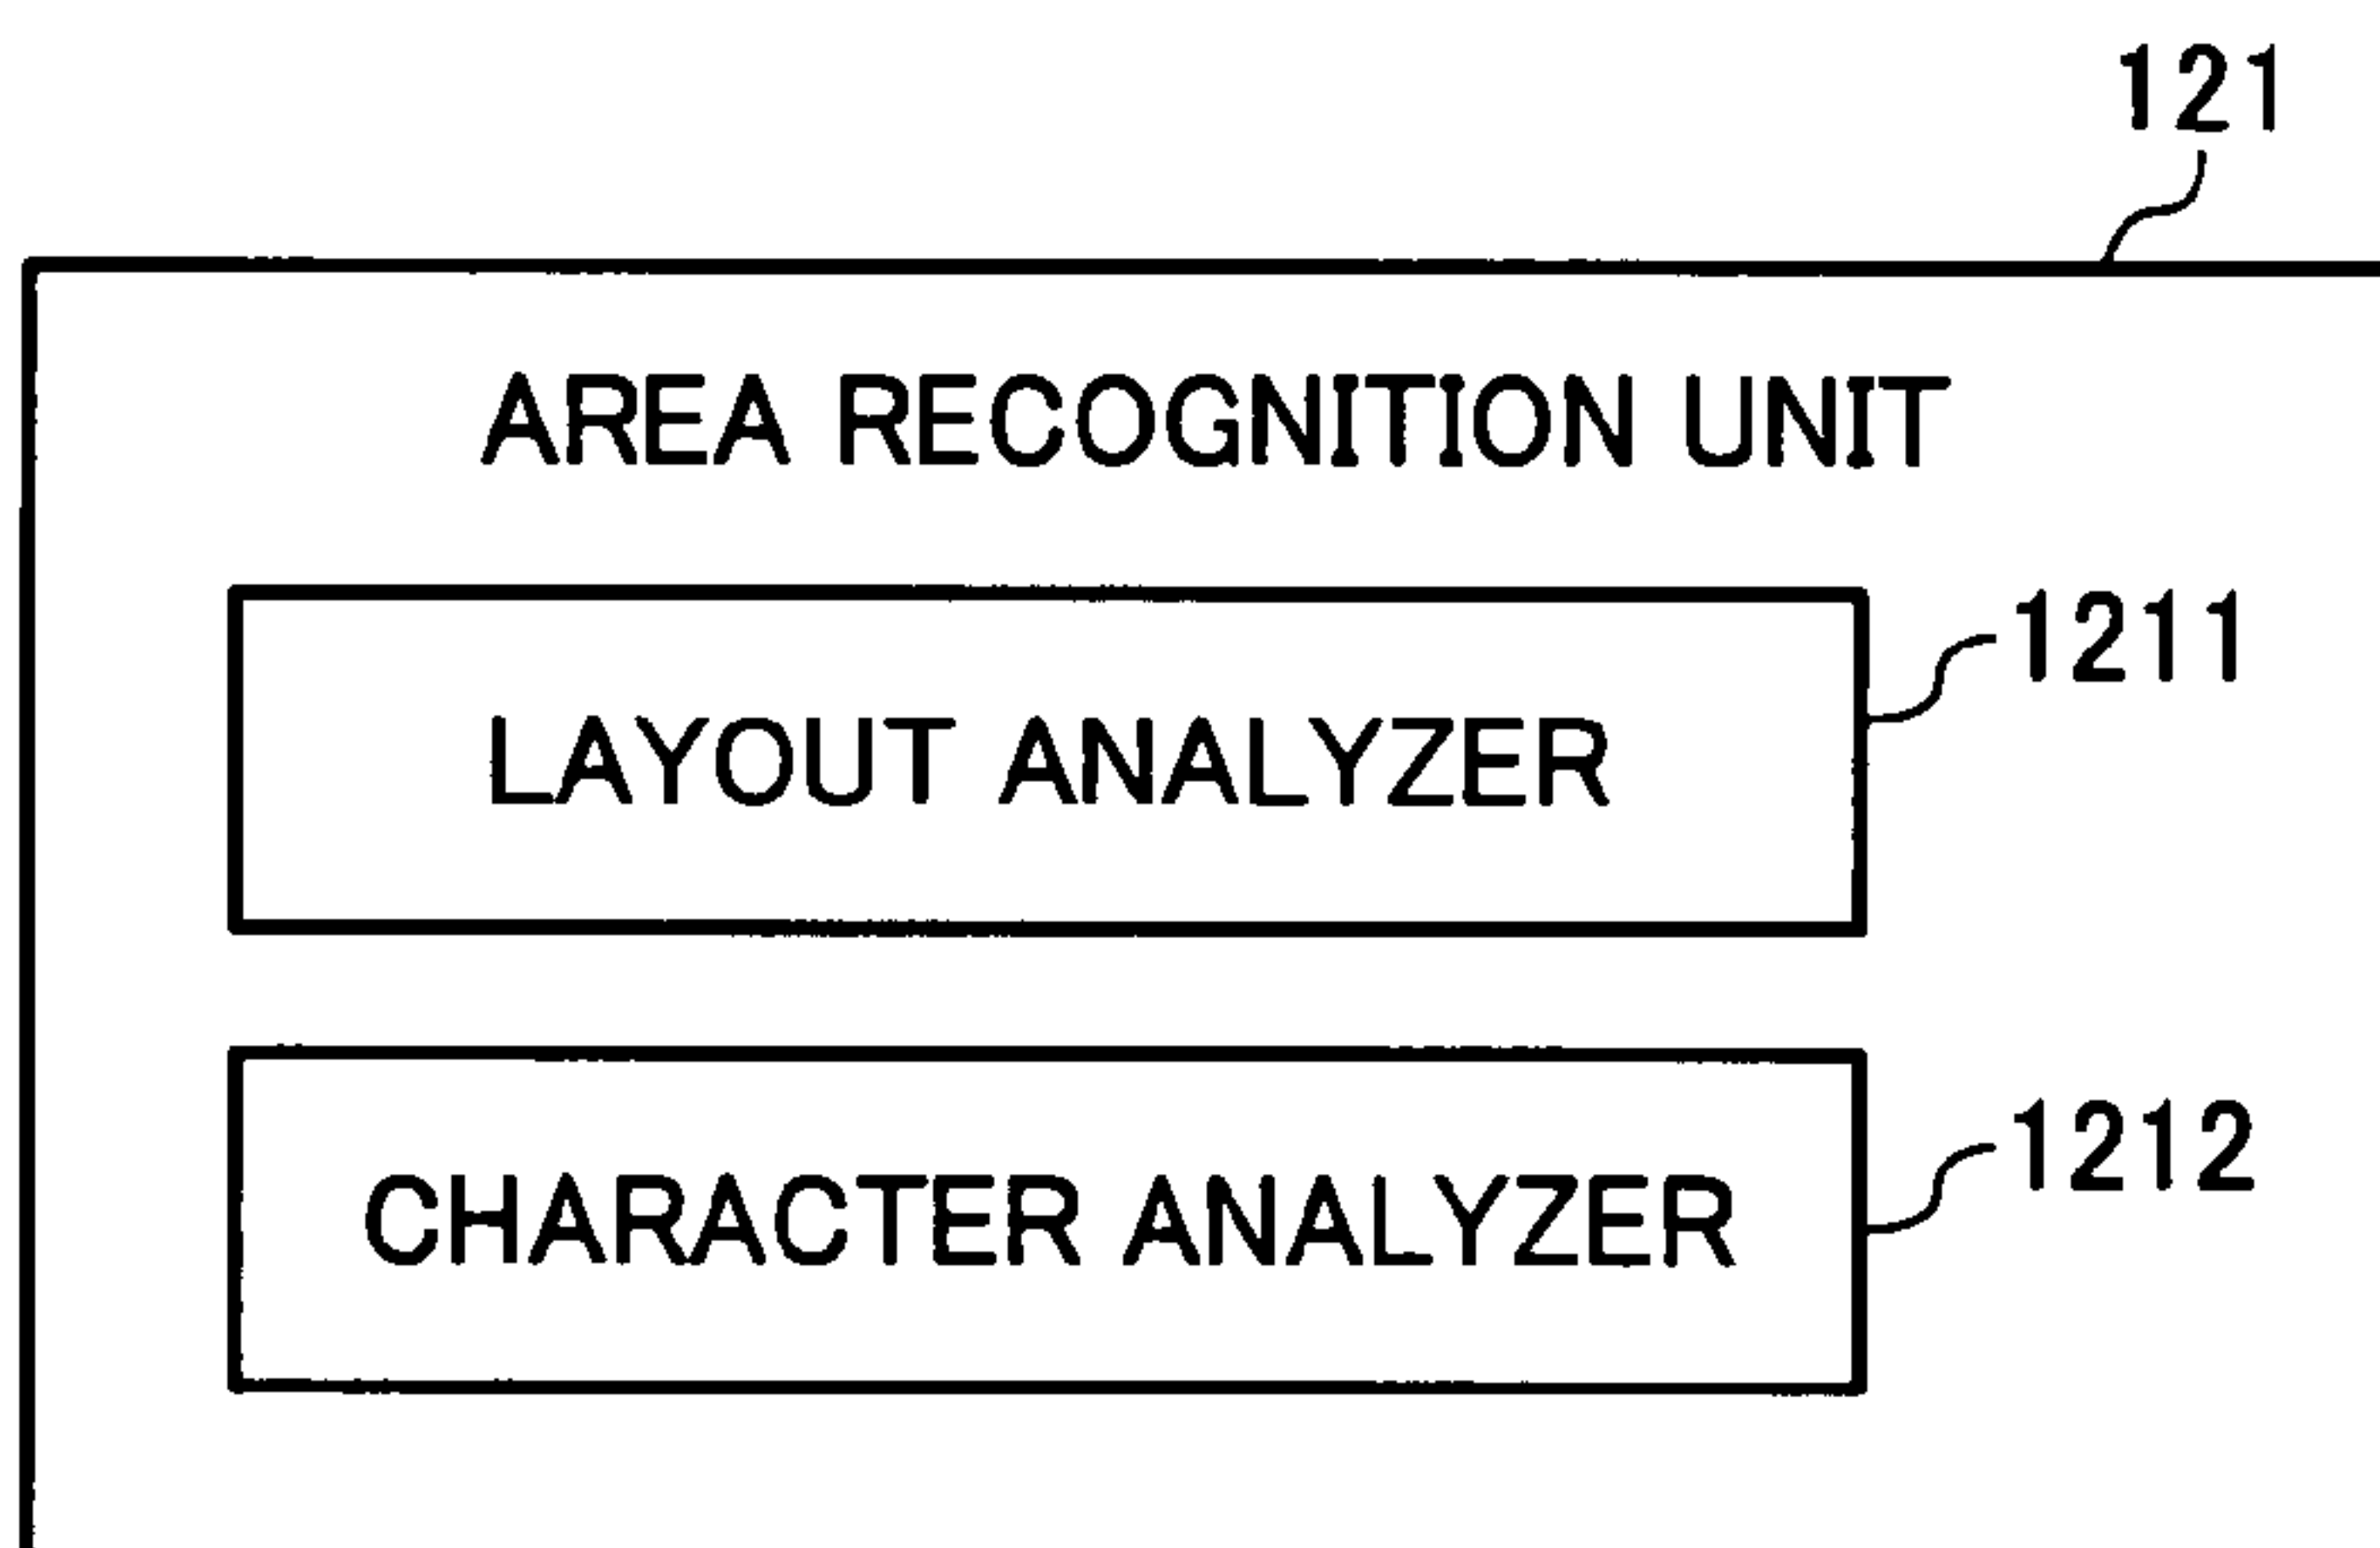 121
AREA RECOGNITION UNIT
1211
LAYOUT ANALYZER
1212
CHARACTER ANALYZER